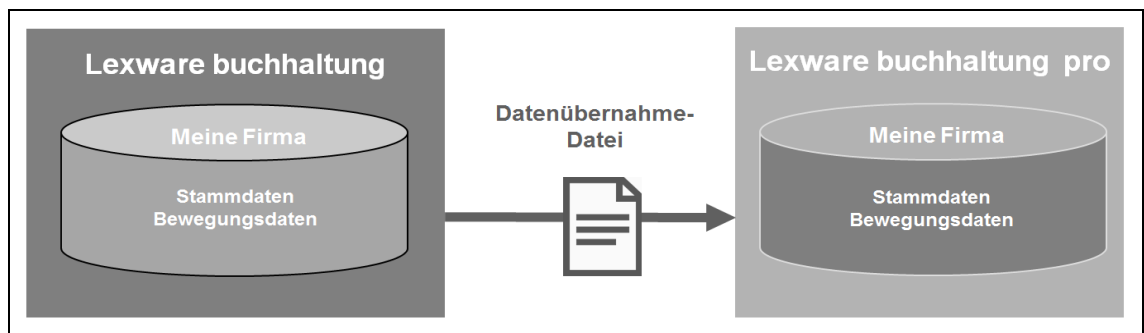 Lexware buchhaltung
Meine Firma
Stammdaten
Bewegungsdaten
Datenübernahme-
Datei
Lexware buchhaltung pro
Meine Firma
Stammdaten
Bewegungsdaten